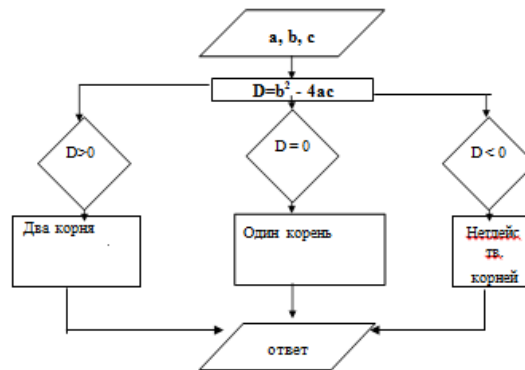 a, b, c
D=b², - 4ac
D>0
D = 0
D < 0
Два корня
Один корень
Нетдейс
тв.
корней
ответ